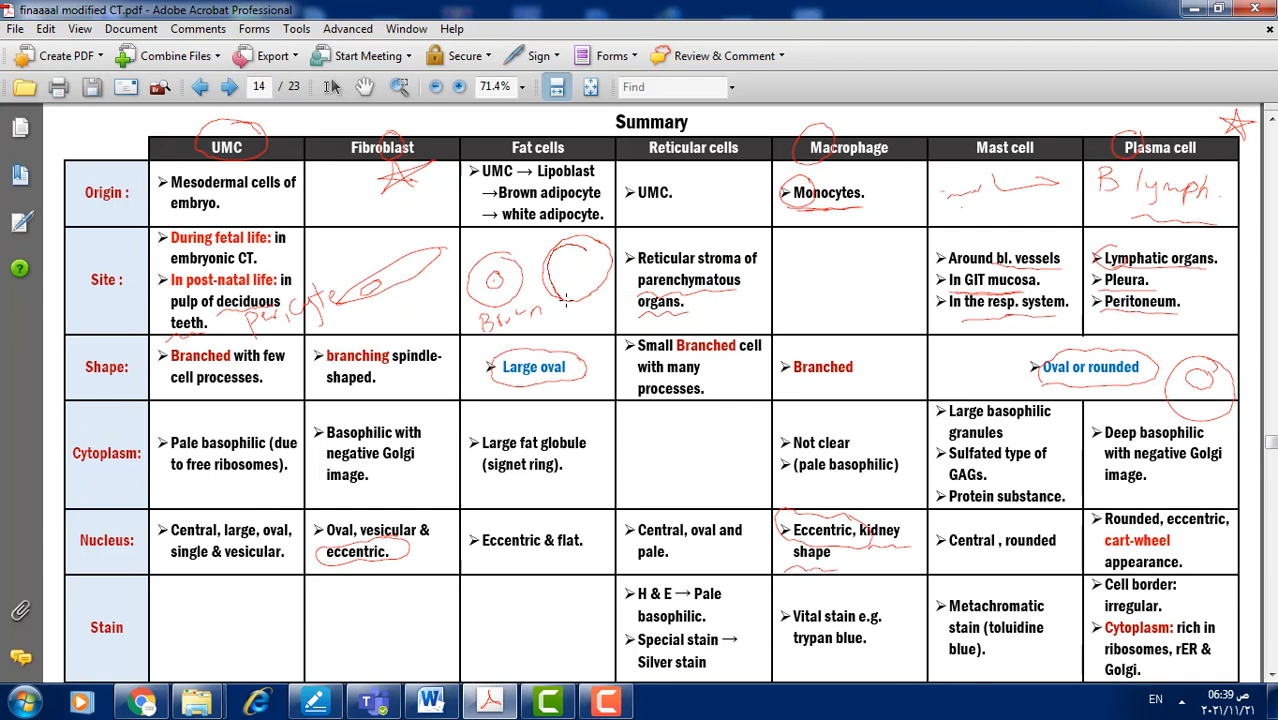 finaaaal modified CT.pdf - Adobe Acrobat Professional
File Edit View Document Comments Forms Tools Advanced Window Help
Create PDF Combine Files Export Start Meeting Secure Sign Forms Review & Comment
14 / 23 71.4% Find
Summary
UMC Fibroblast Fat cells Reticular cells Macrophage Mast cell Plasma cell
Origin :
➢ Mesodermal cells of
embryo.
➢ UMC → Lipoblast
→Brown adipocyte
→ white adipocyte.
➢ UMC.
➢ Monocytes.
B lymph.
Site :
➢ During fetal life: in
embryonic CT.
➢ In post-natal life: in
pulp of deciduous
teeth.
pericyte
Brown
➢ Reticular stroma of
parenchymatous
organs.
➢ Around bl. vessels
➢ In GIT mucosa.
➢ In the resp. system.
➢ Lymphatic organs.
➢ Pleura.
➢ Peritoneum.
Shape:
➢ Branched with few
cell processes.
➢ branching spindle-
shaped.
➢ Large oval
➢ Small Branched cell
with many
processes.
➢ Branched
➢ Oval or rounded
Cytoplasm:
➢ Pale basophilic (due
to free ribosomes).
➢ Basophilic with
negative Golgi
image.
➢ Large fat globule
(signet ring).
➢ Not clear
➢ (pale basophilic)
➢ Large basophilic
granules
➢ Sulfated type of
GAGs.
➢ Protein substance.
➢ Deep basophilic
with negative Golgi
image.
Nucleus:
➢ Central, large, oval,
single & vesicular.
➢ Oval, vesicular &
eccentric.
➢ Eccentric & flat.
➢ Central, oval and
pale.
➢ Eccentric, kidney
shape
➢ Central , rounded
➢ Rounded, eccentric,
cart-wheel
appearance.
Stain
➢ H & E → Pale
basophilic.
➢ Special stain →
Silver stain
➢ Vital stain e.g.
trypan blue.
➢ Metachromatic
stain (toluidine
blue).
➢ Cell border:
irregular.
➢ Cytoplasm: rich in
ribosomes, rER &
Golgi.
EN
06:39 ص
٢٠٢١/١١/٢١